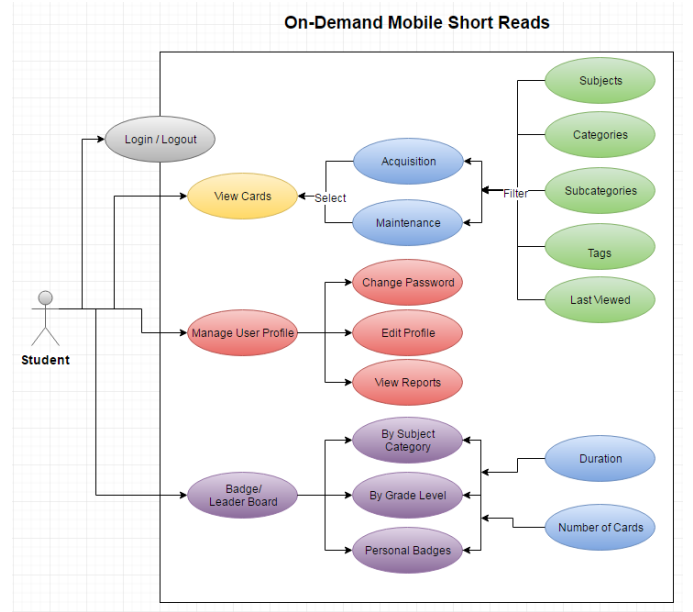 On-Demand Mobile Short Reads
Subjects
Login / Logout
Categories
Acquisition
View Cards
Select
Filter
Subcategories
Maintenance
Tags
Last Viewed
Change Password
Student
Manage User Profile
Edit Profile
View Reports
By Subject
Category
Duration
Badge/
Leader Board
By Grade Level
Number of Cards
Personal Badges